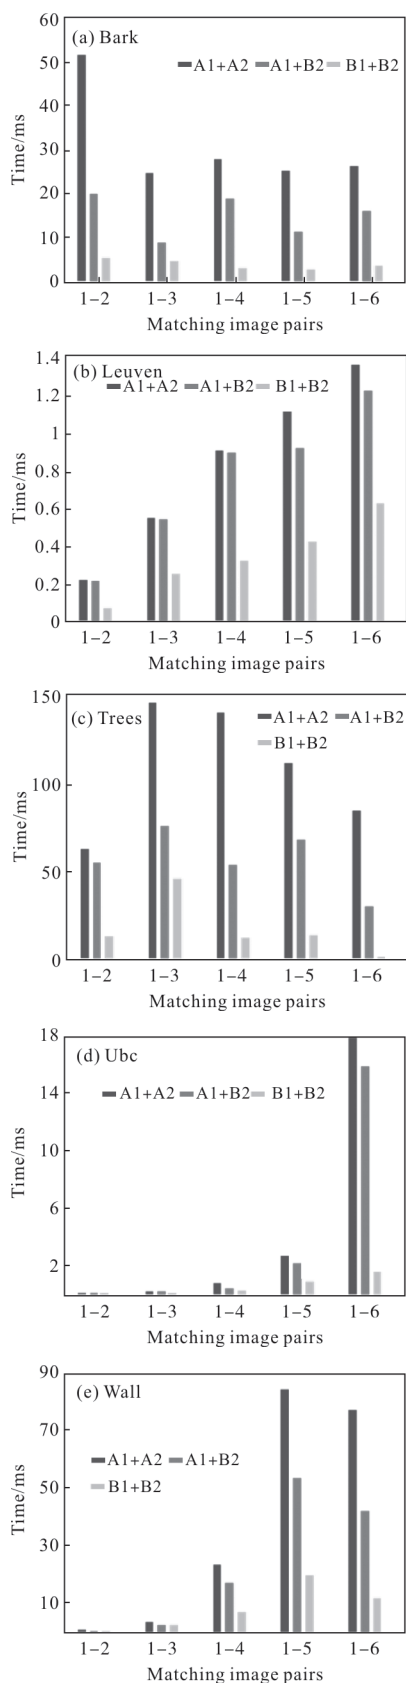 60
(a) Bark
A1+A2 A1+B2 B1+B2
50
40
30
20
10
0
Time/ms
1-2 1-3 1-4 1-5 1-6
Matching image pairs
1.4
(b) Leuven
A1+A2 A1+B2 B1+B2
1.2
1
0.8
0.6
0.4
0.2
0
Time/ms
1-2 1-3 1-4 1-5 1-6
Matching image pairs
150
(c) Trees
A1+A2 A1+B2
B1+B2
100
50
0
Time/ms
1-2 1-3 1-4 1-5 1-6
Matching image pairs
18
(d) Ubc
A1+A2 A1+B2 B1+B2
14
10
6
2
Time/ms
1-2 1-3 1-4 1-5 1-6
Matching image pairs
90
(e) Wall
70
A1+A2 A1+B2
B1+B2
50
30
10
Time/ms
1-2 1-3 1-4 1-5 1-6
Matching image pairs